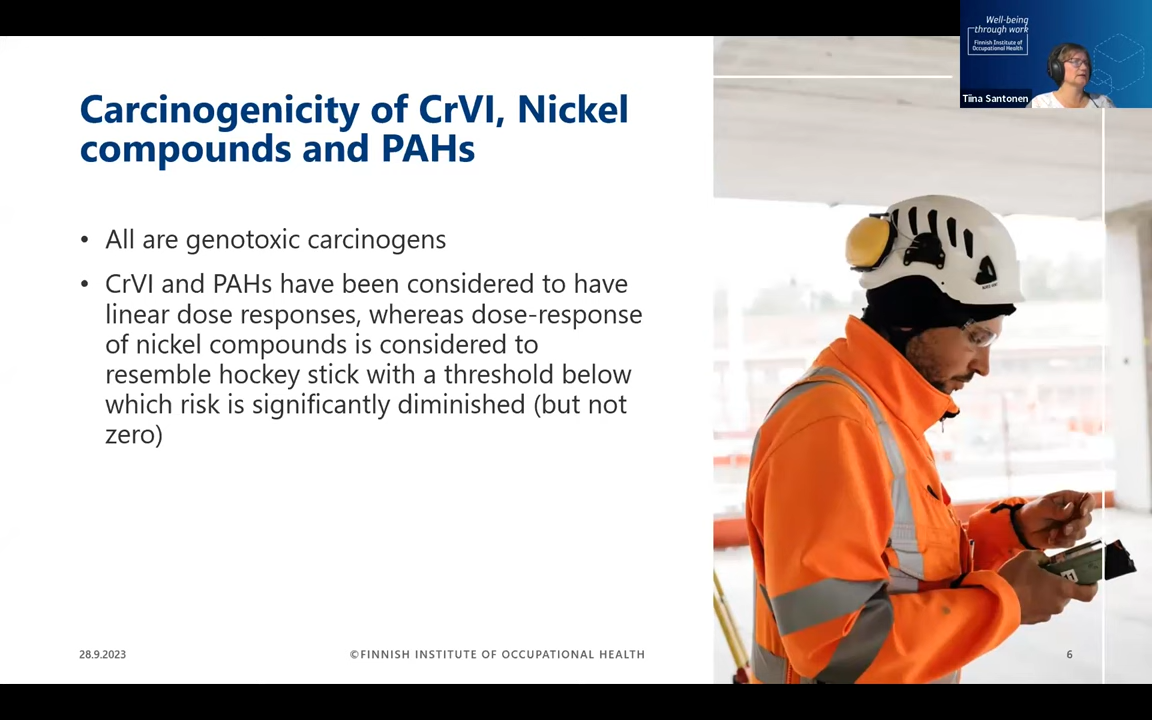 Well-being
through work
Finnish Institute of
Occupational Health
Tiina Santonen
Carcinogenicity of CrVI, Nickel
compounds and PAHs
• All are genotoxic carcinogens
• CrVI and PAHs have been considered to have
linear dose responses, whereas dose-response
of nickel compounds is considered to
resemble hockey stick with a threshold below
which risk is significantly diminished (but not
zero)
28.9.2023
©FINNISH INSTITUTE OF OCCUPATIONAL HEALTH
6